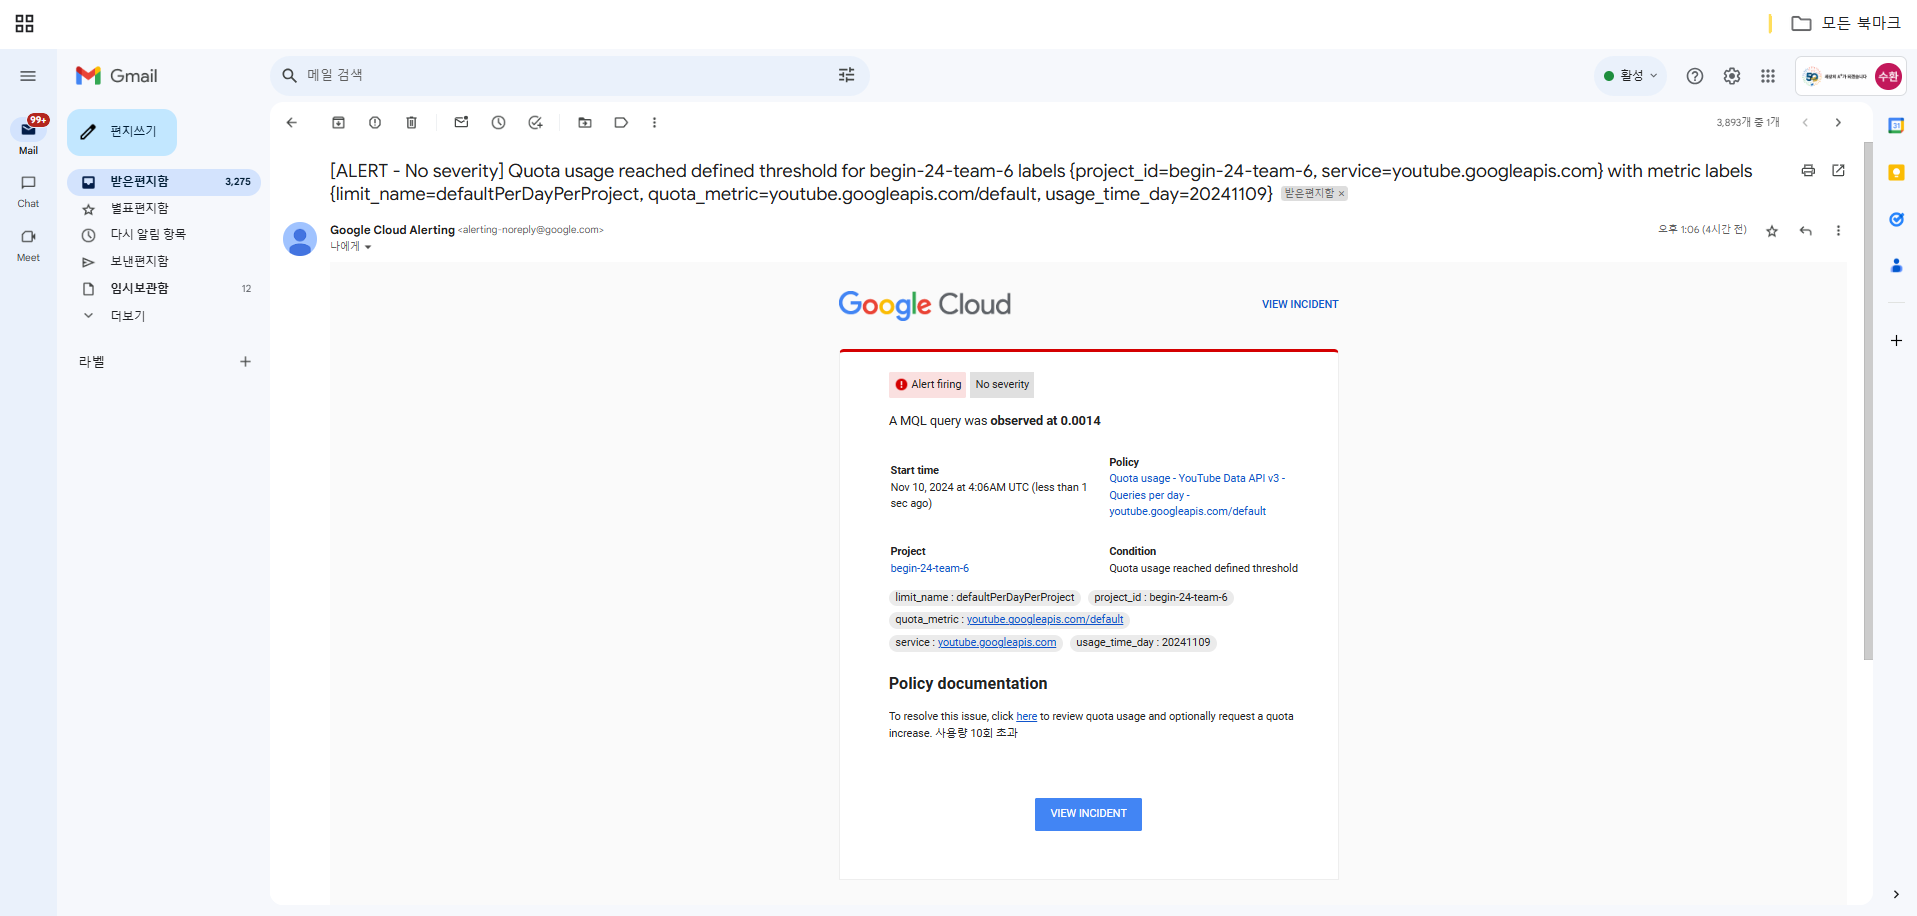 모든 북마크
Gmail
메일 검색
활성
세상의 A⁺가 되겠습니다
수환
99+
Mail
Chat
Meet
편지쓰기
받은편지함 3,275
별표편지함
다시 알림 항목
보낸편지함
임시보관함 12
더보기
라벨
3,893개 중 1개
[ALERT - No severity] Quota usage reached defined threshold for begin-24-team-6 labels {project_id=begin-24-team-6, service=youtube.googleapis.com} with metric labels
{limit_name=defaultPerDayPerProject, quota_metric=youtube.googleapis.com/default, usage_time_day=20241109} 받은편지함 ×
Google Cloud Alerting <alerting-noreply@google.com>
오후 1:06 (4시간 전)
나에게
Google Cloud
VIEW INCIDENT
Alert firing No severity
A MQL query was observed at 0.0014
Start time
Nov 10, 2024 at 4:06AM UTC (less than 1
sec ago)
Policy
Quota usage - YouTube Data API v3 -
Queries per day -
youtube.googleapis.com/default
Project
begin-24-team-6
Condition
Quota usage reached defined threshold
limit_name : defaultPerDayPerProject project_id : begin-24-team-6
quota_metric : youtube.googleapis.com/default
service : youtube.googleapis.com usage_time_day : 20241109
Policy documentation
To resolve this issue, click here to review quota usage and optionally request a quota
increase. 사용량 10회 초과
VIEW INCIDENT
31